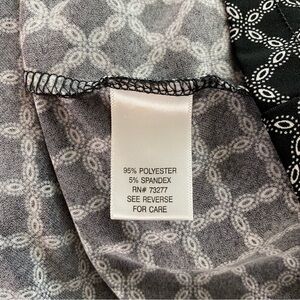 95% POLYESTER
5% SPANDEX
RN# 73277
SEE REVERSE
FOR CARE